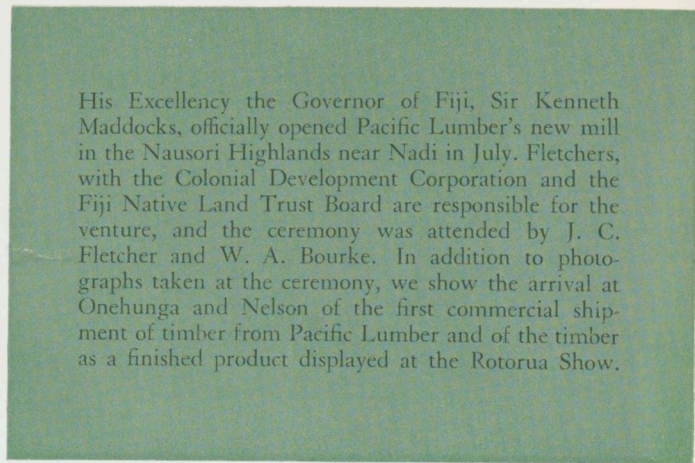 His Excellency the Governor of Fiji, Sir Kenneth
Maddocks, officially opened Pacific Lumber's new mill
in the Nausori Highlands near Nadi in July. Fletchers,
with the Colonial Development Corporation and the
Fiji Native Land Trust Board are responsible for the
venture, and the ceremony was attended by J. C.
Fletcher and W. A. Bourke. In addition to photo-
graphs taken at the ceremony, we show the arrival at
Onehunga and Nelson of the first commercial ship-
ment of timber from Pacific Lumber and of the timber
as a finished product displayed at the Rotorua Show.